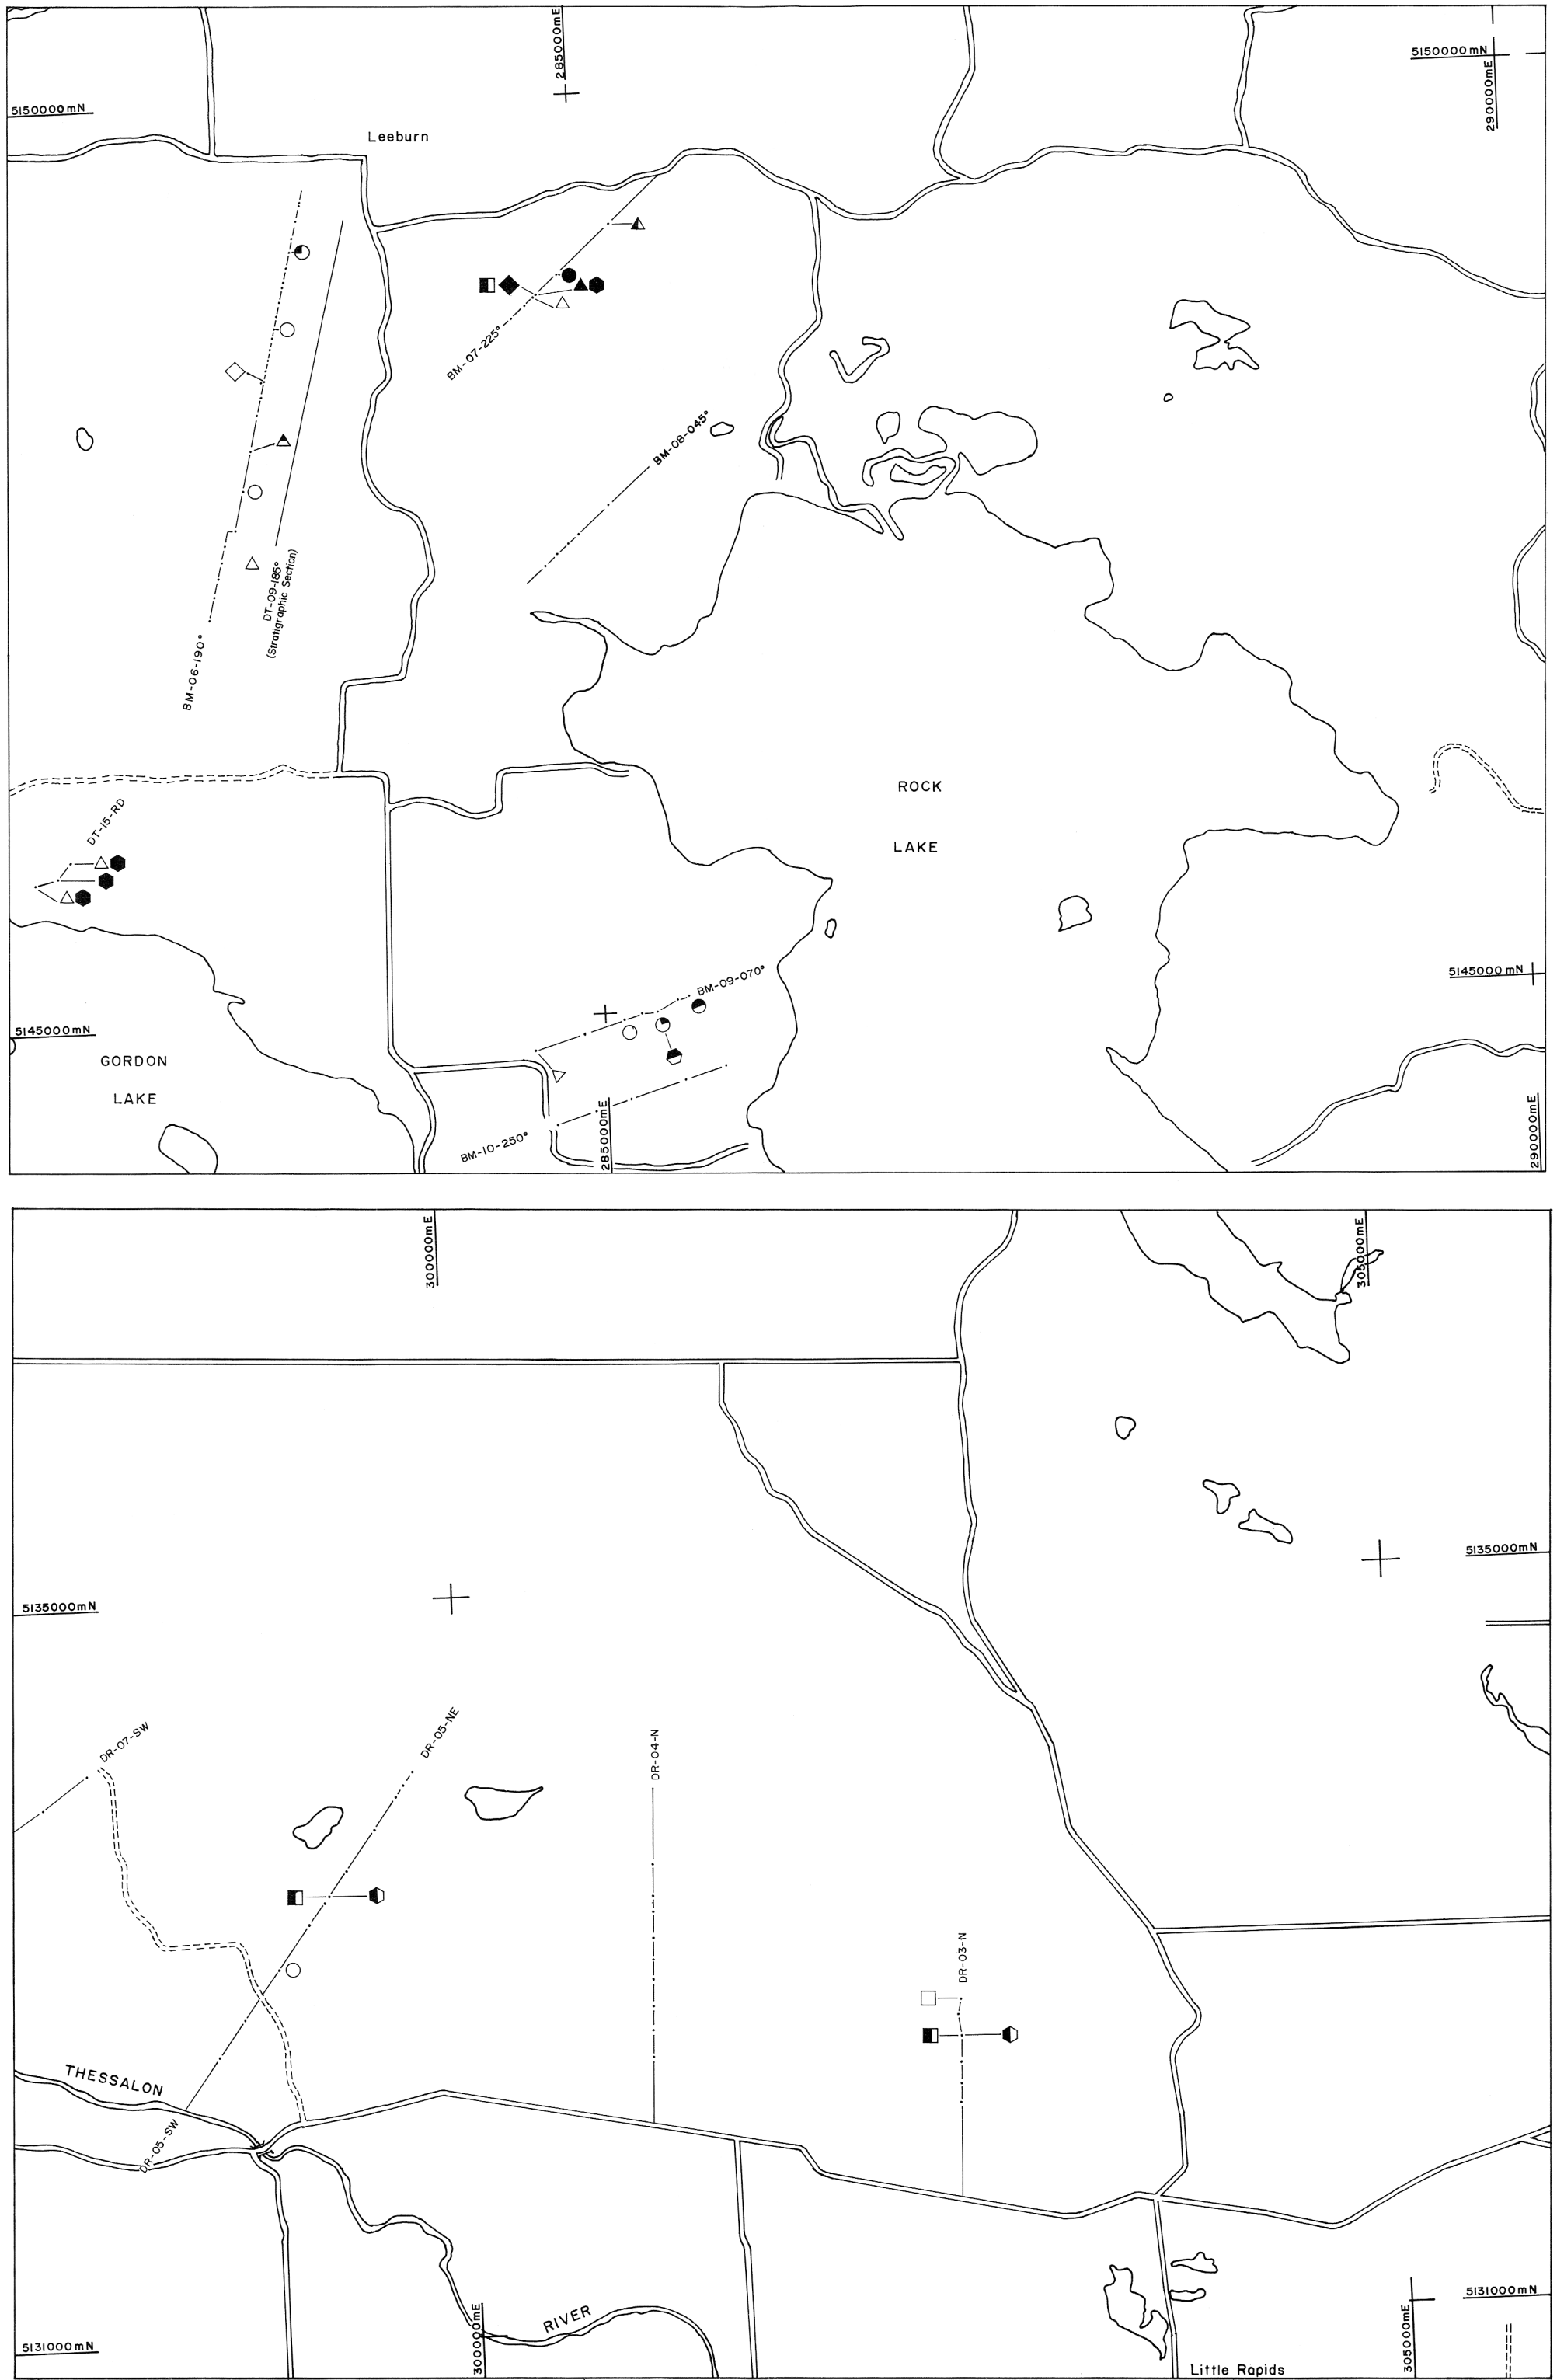 285000mE
5150000mN
290000mE
5150000mN
Leeburn
BM-07-225°
BM-08-045°
DT-09-185°
(Stratigraphic Section)
BM-06-190°
ROCK
LAKE
DT-15-RD
BM-09-070°
5145000mN
5145000mN
GORDON
LAKE
285000mE
290000mE
BM-10-250°
300000mE
305000mE
5135000mN
5135000mN
DR-07-SW
DR-05-NE
DR-04-N
DR-03-N
THESSALON
DR-05-SW
RIVER
5131000mN
300000mE
305000mE
5131000mN
Little Rapids